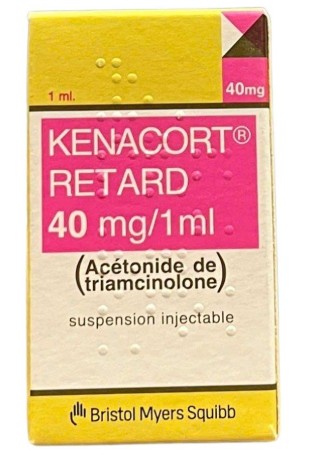 1 ml.
40mg
KENACORT®
RETARD
40 mg/1ml
(Acétonide de
triamcinolone)
suspension injectable
Bristol Myers Squibb